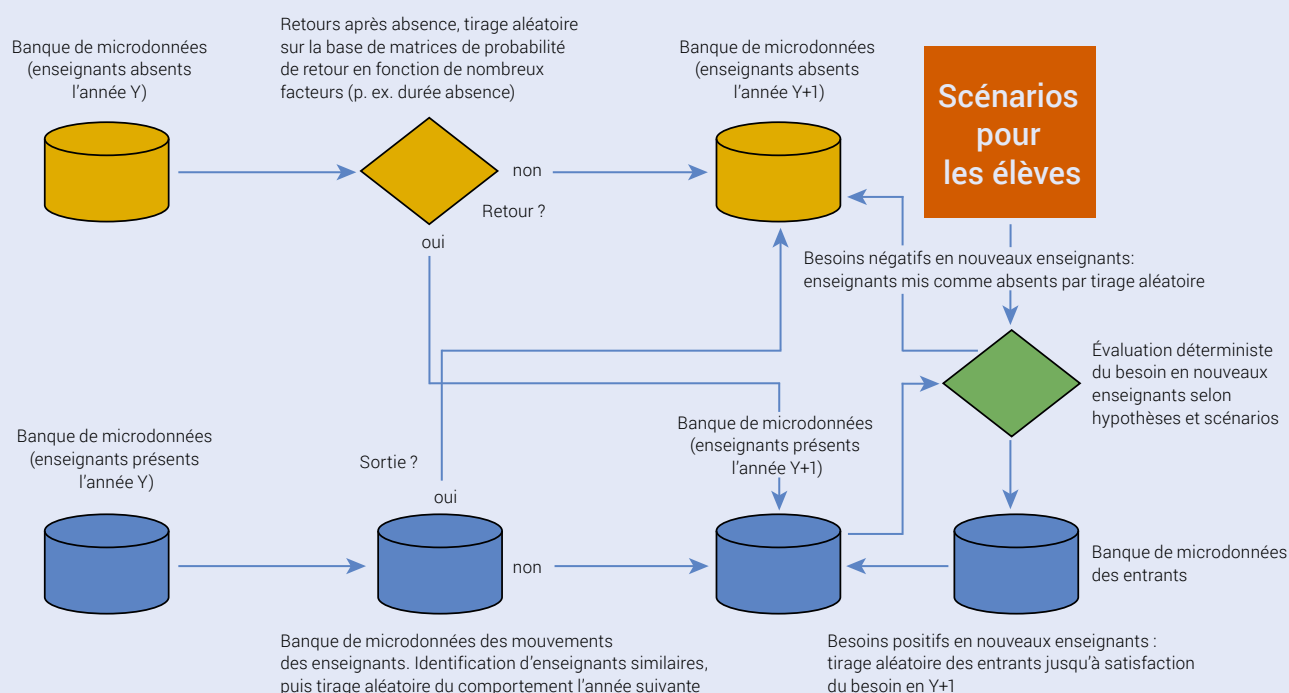 Banque de microdonnées
(enseignants absents
l'année Y)
Retours après absence, tirage aléatoire
sur la base de matrices de probabilité
de retour en fonction de nombreux
facteurs (p. ex. durée absence)
Banque de microdonnées
(enseignants absents
l'année Y+1)
Scénarios
pour
les élèves
non
Retour ?
oui
Besoins négatifs en nouveaux enseignants:
enseignants mis comme absents par tirage aléatoire
Évaluation déterministe
du besoin en nouveaux
enseignants selon
hypothèses et scénarios
Banque de microdonnées
(enseignants présents
l'année Y)
Sortie ?
oui
Banque de microdonnées
(enseignants présents
l'année Y+1)
non
Banque de microdonnées
des entrants
Banque de microdonnées des mouvements
des enseignants. Identification d'enseignants similaires,
puis tirage aléatoire du comportement l'année suivante
Besoins positifs en nouveaux enseignants :
tirage aléatoire des entrants jusqu'à satisfaction
du besoin en Y+1